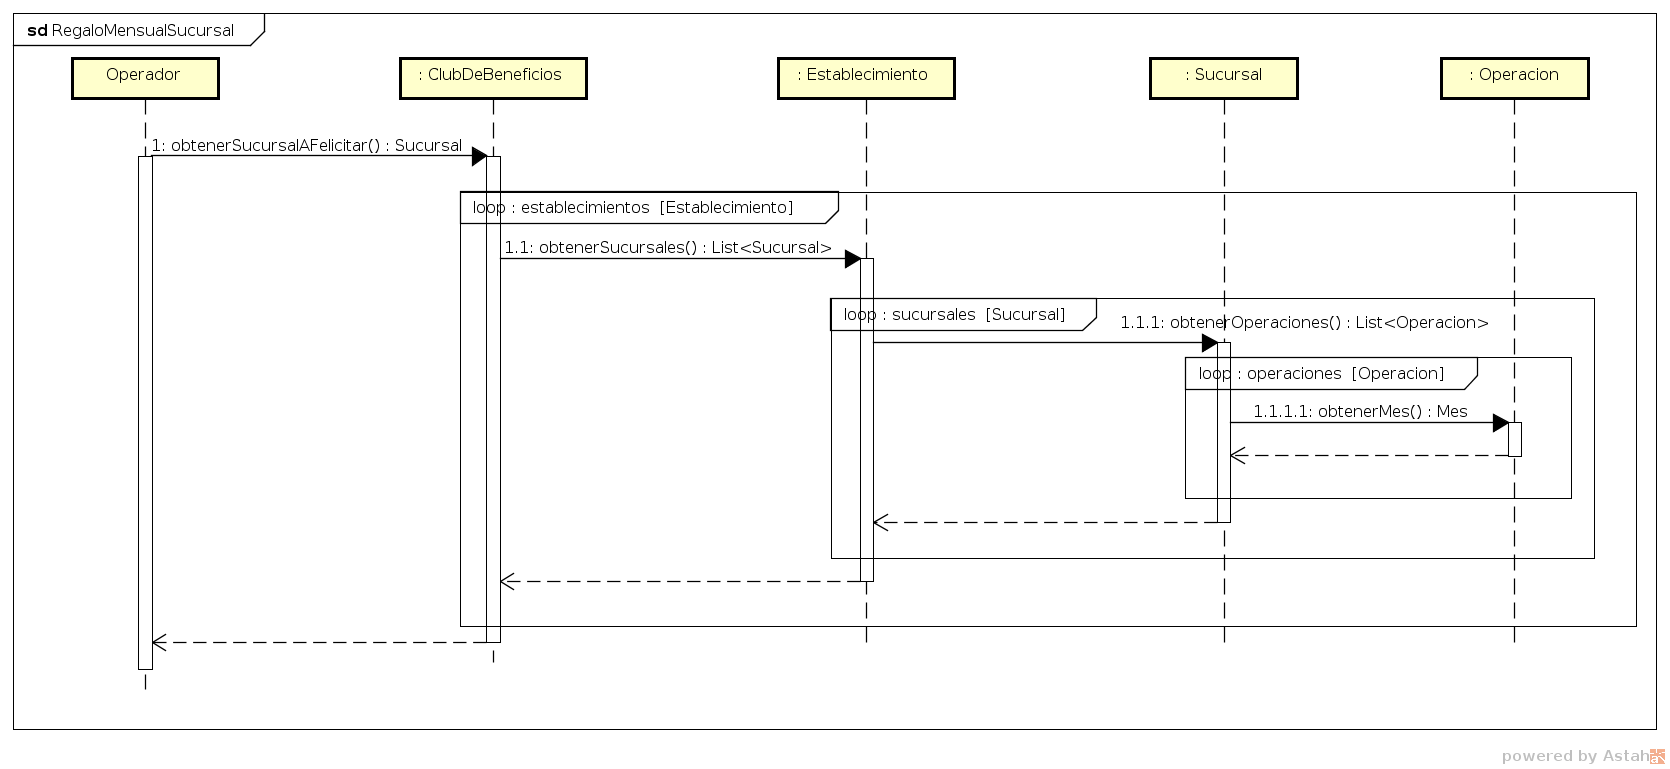 sd RegaloMensualSucursal
Operador
: ClubDeBeneficios
: Establecimiento
: Sucursal
: Operacion
1: obtenerSucursalAFelicitar() : Sucursal
loop : establecimientos [Establecimiento]
1.1: obtenerSucursales() : List<Sucursal>
loop : sucursales [Sucursal]
1.1.1: obtenerOperaciones() : List<Operacion>
loop : operaciones [Operacion]
1.1.1.1: obtenerMes() : Mes
powered by Astah